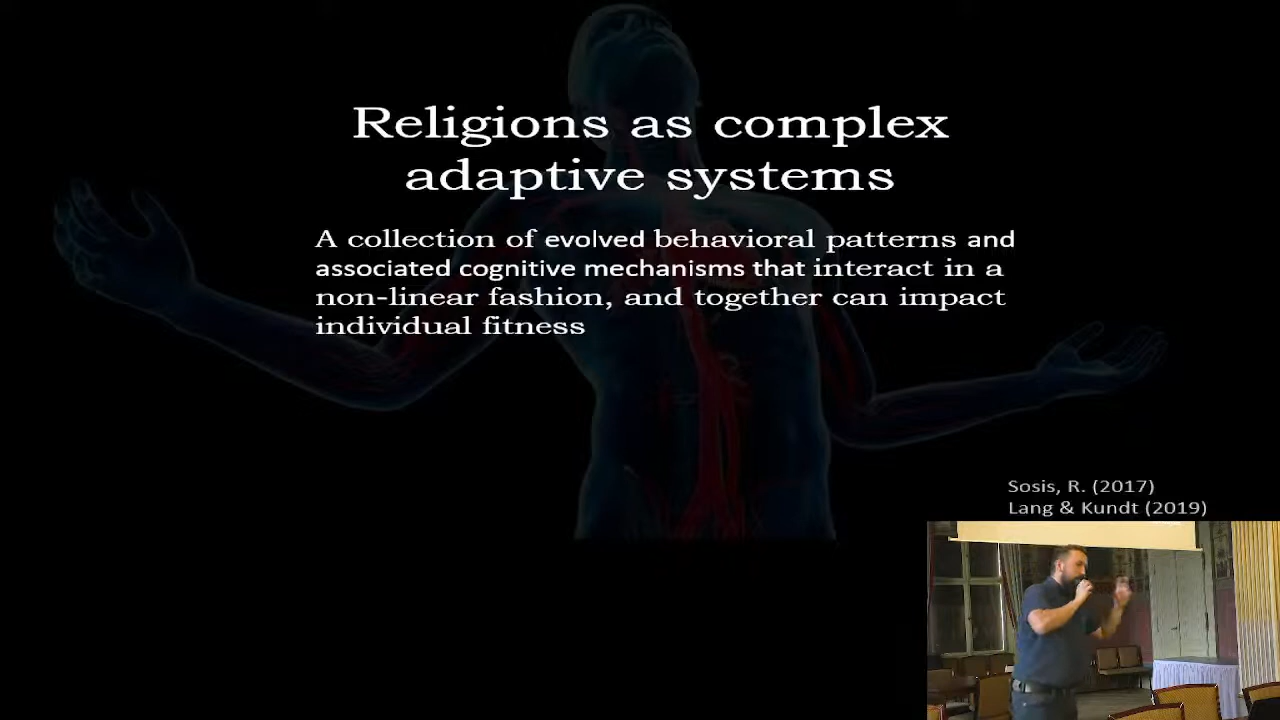 Religions as complex
adaptive systems
A collection of evolved behavioral patterns and
associated cognitive mechanisms that interact in a
non-linear fashion, and together can impact
individual fitness
Sosis, R. (2017)
Lang & Kundt (2019)